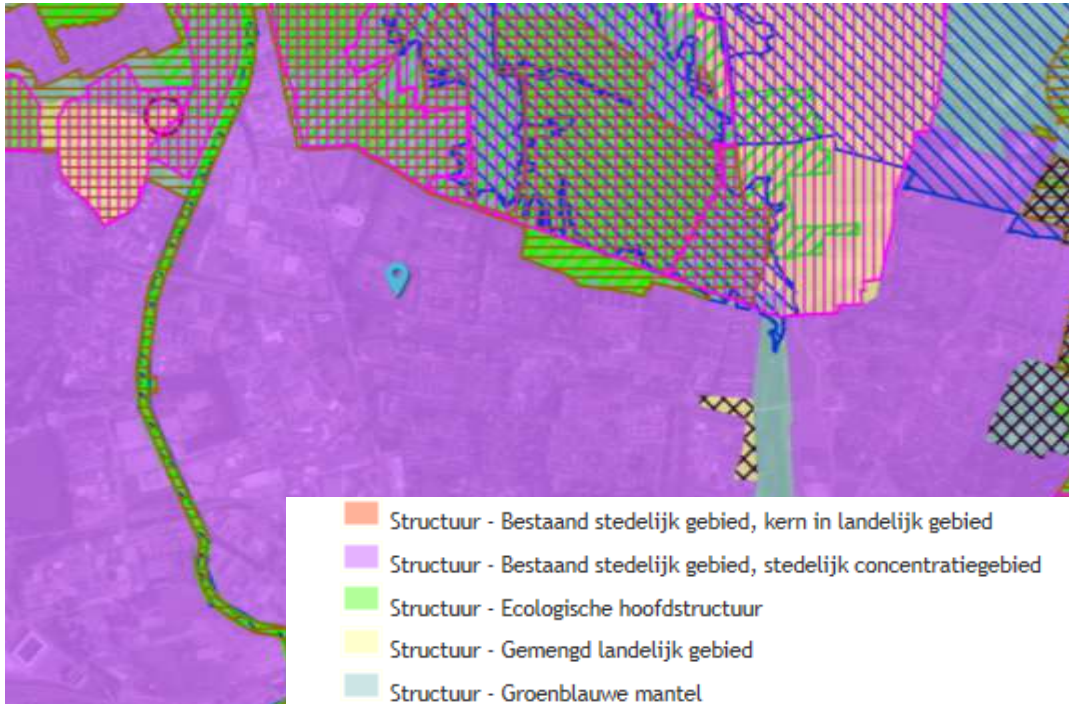 Structuur - Bestaand stedelijk gebied, kern in landelijk gebied
Structuur - Bestaand stedelijk gebied, stedelijk concentratiegebied
Structuur - Ecologische hoofdstructuur
Structuur - Gemengd landelijk gebied
Structuur - Groenblauwe mantel